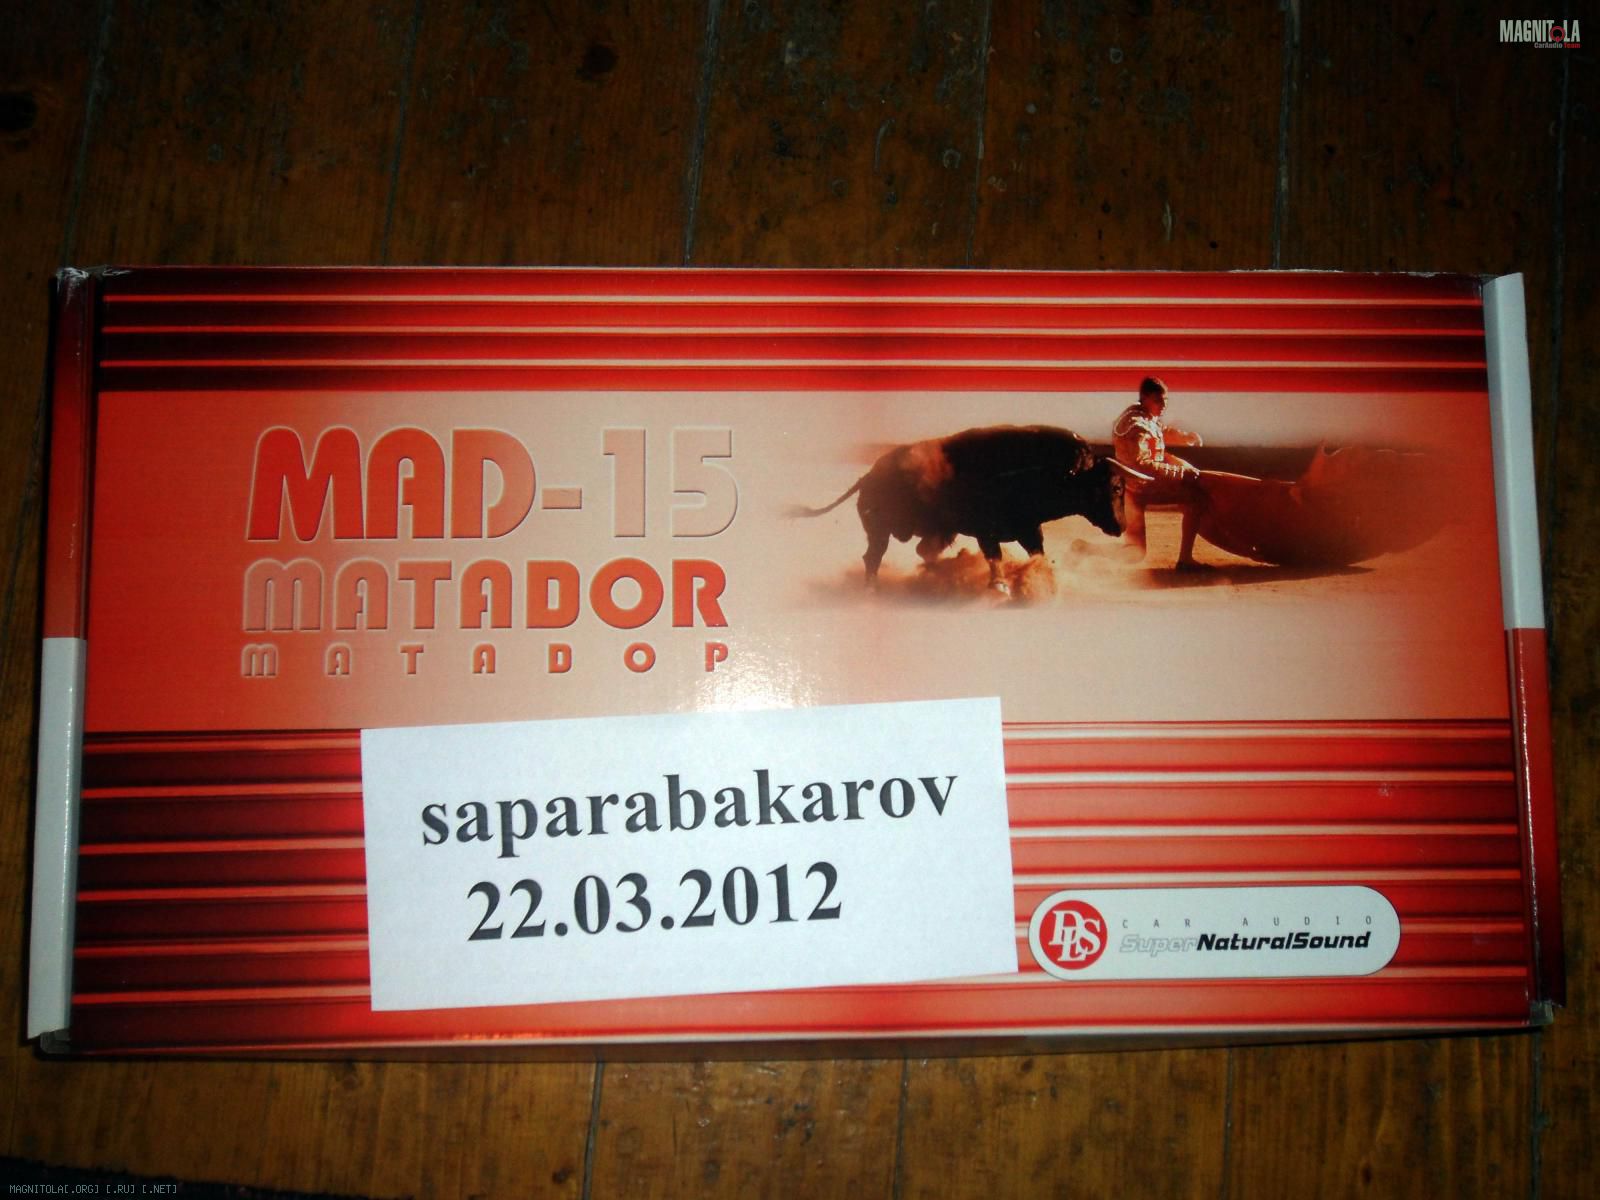 MAGNITOLA
CarAudio Team
MAD-15
MATADOR
МАТАДОР
saparabakarov
22.03.2012
DLS
CAR AUDIO
SuperNaturalSound
MAGNITOLA[.ORG] [.RU] [.NET]